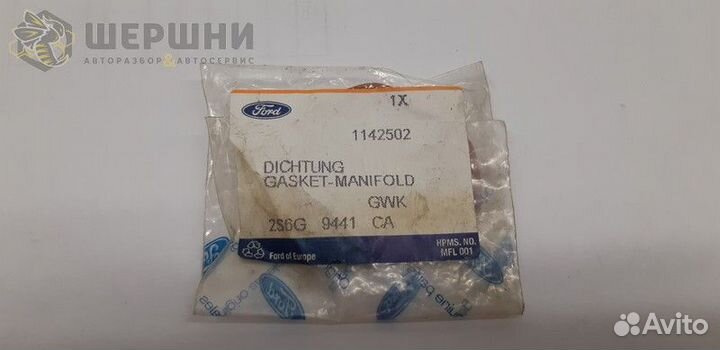 ШЕРШНИ
АВТОРАЗБОР&АВТОСЕРВИС
Ford
1X
1142502
DICHTUNG
GASKET-MANIFOLD
GWK
2S6G 9441 CA
Ford of Europe
HPMS. NO.
MFL 001
Avito